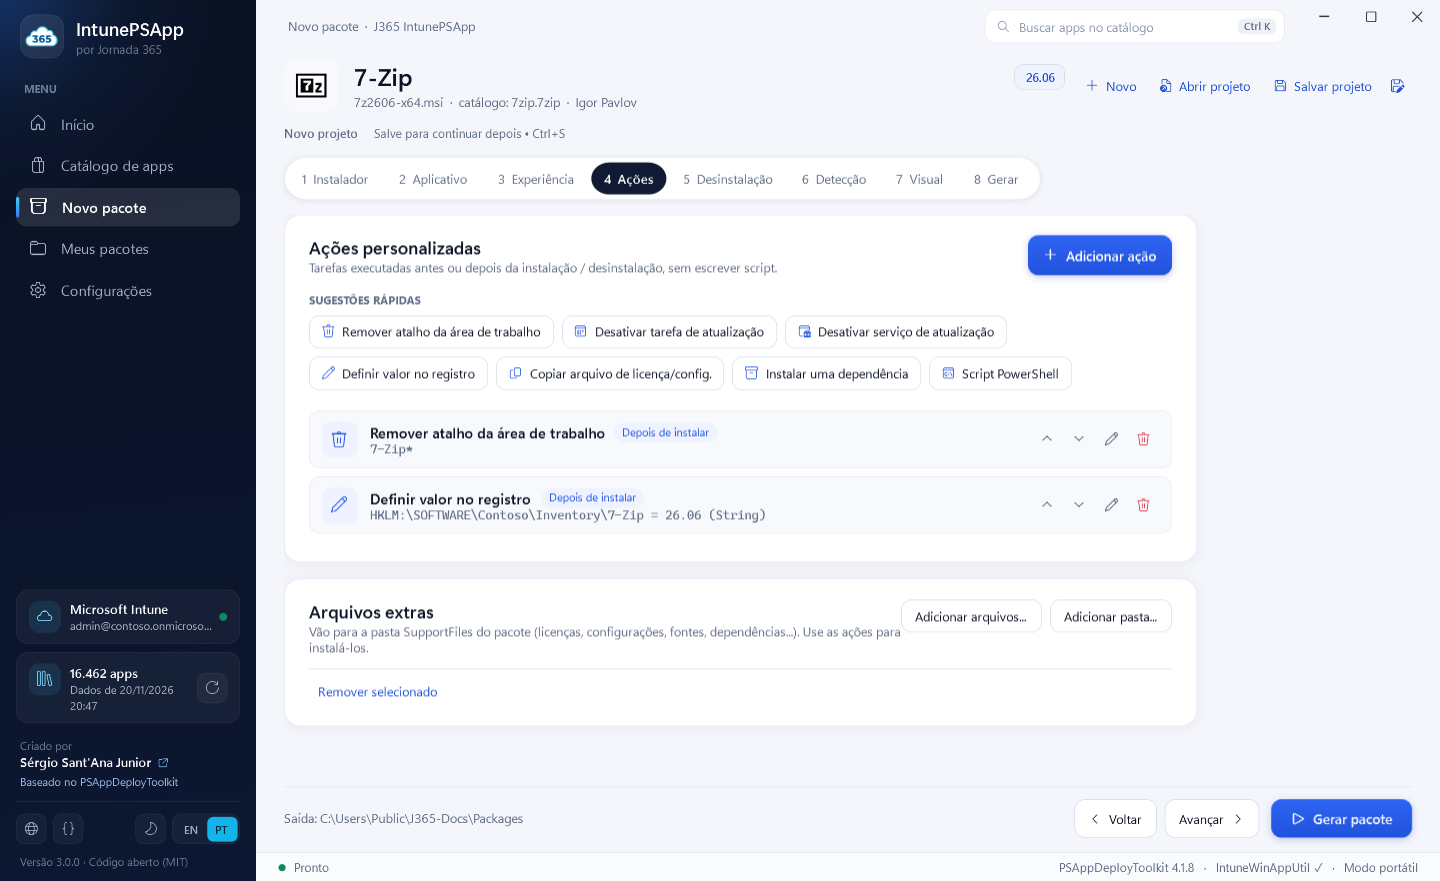 365
IntunePSApp
por Jornada 365
MENU
Início
Catálogo de apps
Novo pacote
Meus pacotes
Configurações
Microsoft Intune
admin@contoso.onmicroso...
16.462 apps
Dados de 20/11/2026
20:47
Criado por
Sérgio Sant'Ana Junior
Baseado no PSAppDeployToolkit
{}
EN PT
Versão 3.0.0 · Código aberto (MIT)
Novo pacote · J365 IntunePSApp
Buscar apps no catálogo Ctrl K
7z
7-Zip
7z2606-x64.msi · catálogo: 7zip.7zip · Igor Pavlov
26.06
Novo
Abrir projeto
Salvar projeto
Novo projeto Salve para continuar depois • Ctrl+S
1 Instalador 2 Aplicativo 3 Experiência 4 Ações 5 Desinstalação 6 Detecção 7 Visual 8 Gerar
Ações personalizadas
Tarefas executadas antes ou depois da instalação / desinstalação, sem escrever script.
Adicionar ação
SUGESTÕES RÁPIDAS
Remover atalho da área de trabalho Desativar tarefa de atualização Desativar serviço de atualização
Definir valor no registro Copiar arquivo de licença/config. Instalar uma dependência Script PowerShell
Remover atalho da área de trabalho Depois de instalar
7-Zip*
Definir valor no registro Depois de instalar
HKLM:\SOFTWARE\Contoso\Inventory\7-Zip = 26.06 (String)
Arquivos extras
Vão para a pasta SupportFiles do pacote (licenças, configurações, fontes, dependências...). Use as ações para
instalá-los.
Adicionar arquivos... Adicionar pasta...
Remover selecionado
Saída: C:\Users\Public\J365-Docs\Packages
Voltar Avançar Gerar pacote
Pronto
PSAppDeployToolkit 4.1.8 · IntuneWinAppUtil ✓ · Modo portátil